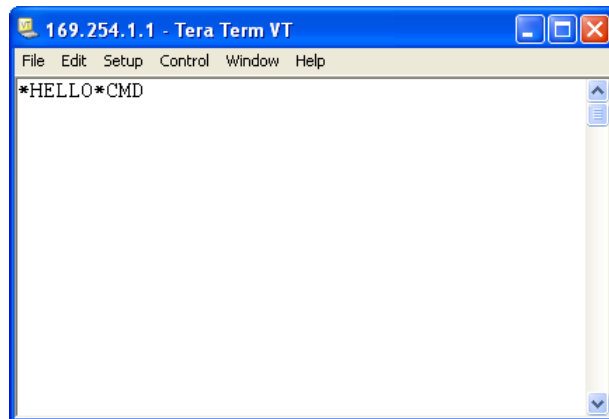 169.254.1.1 - Tera Term VT
File Edit Setup Control Window Help
*HELLO*CMD